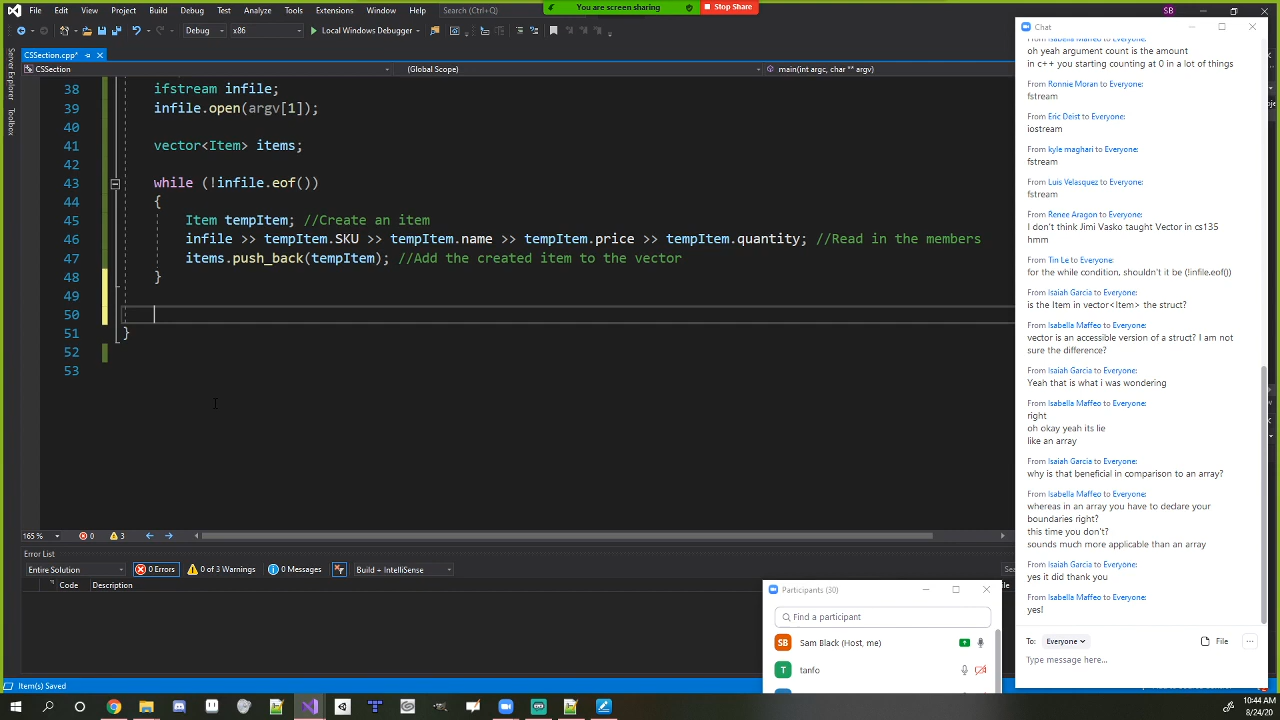 You are screen sharing
Stop Share
File Edit View Project Build Debug Test Analyze Tools Extensions Window Help Search (Ctrl+Q)
SB
Debug x86 Local Windows Debugger
CSSection.cpp*
CSSection (Global Scope) main(int argc, char ** argv)
Server Explorer
Toolbox
38 ifstream infile;
39 infile.open(argv[1]);
40
41 vector<Item> items;
42
43 while (!infile.eof())
44 {
45 Item tempItem; //Create an item
46 infile >> tempItem.SKU >> tempItem.name >> tempItem.price >> tempItem.quantity; //Read in the members
47 items.push_back(tempItem); //Add the created item to the vector
48 }
49
50
51 }
52
53
165 % 0 3
Error List
Entire Solution 0 Errors 0 of 3 Warnings 0 Messages Build + IntelliSense
Code Description
Item(s) Saved
Chat
From Isabella Maffeo to Everyone:
oh yeah argument count is the amount
in c++ you starting counting at 0 in a lot of things
From Ronnie Moran to Everyone:
fstream
From Eric Deist to Everyone:
iostream
From kyle maghari to Everyone:
fstream
From Luis Velasquez to Everyone:
fstream
From Renee Aragon to Everyone:
I don't think Jimi Vasko taught Vector in cs135
hmm
From Tin Le to Everyone:
for the while condition, shouldn't it be (!infile.eof())
From Isaiah Garcia to Everyone:
is the Item in vector<Item> the struct?
From Isabella Maffeo to Everyone:
vector is an accessible version of a struct? I am not
sure the difference?
From Isaiah Garcia to Everyone:
Yeah that is what i was wondering
From Isabella Maffeo to Everyone:
right
oh okay yeah its lie
like an array
From Isaiah Garcia to Everyone:
why is that beneficial in comparison to an array?
From Isabella Maffeo to Everyone:
whereas in an array you have to declare your
boundaries right?
this time you don't?
sounds much more applicable than an array
From Isaiah Garcia to Everyone:
yes it did thank you
From Isabella Maffeo to Everyone:
yes!
To: Everyone File
Type message here...
Participants (30)
Find a participant
SB Sam Black (Host, me)
T tanfo
10:44 AM
8/24/20